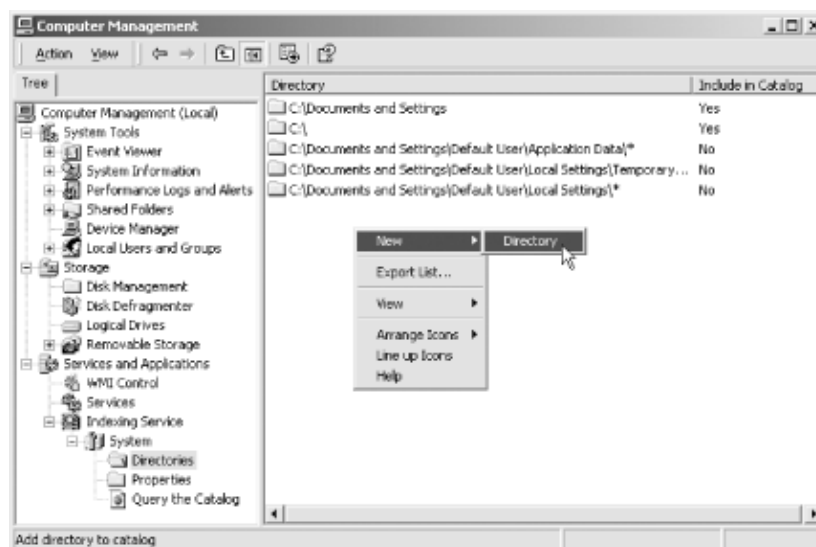 Computer Management
Action View
Tree
Directory Include in Catalog
Computer Management (Local)
System Tools
Event Viewer
System Information
Performance Logs and Alerts
Shared Folders
Device Manager
Local Users and Groups
Storage
Disk Management
Disk Defragmenter
Logical Drives
Removable Storage
Services and Applications
WMI Control
Services
Indexing Service
System
Directories
Properties
Query the Catalog
C:\Documents and Settings Yes
C:\ Yes
C:\Documents and Settings\Default User\Application Data\* No
C:\Documents and Settings\Default User\Local Settings\Temporary... No
C:\Documents and Settings\Default User\Local Settings\* No
New
Directory
Export List...
View
Arrange Icons
Line up Icons
Help
Add directory to catalog